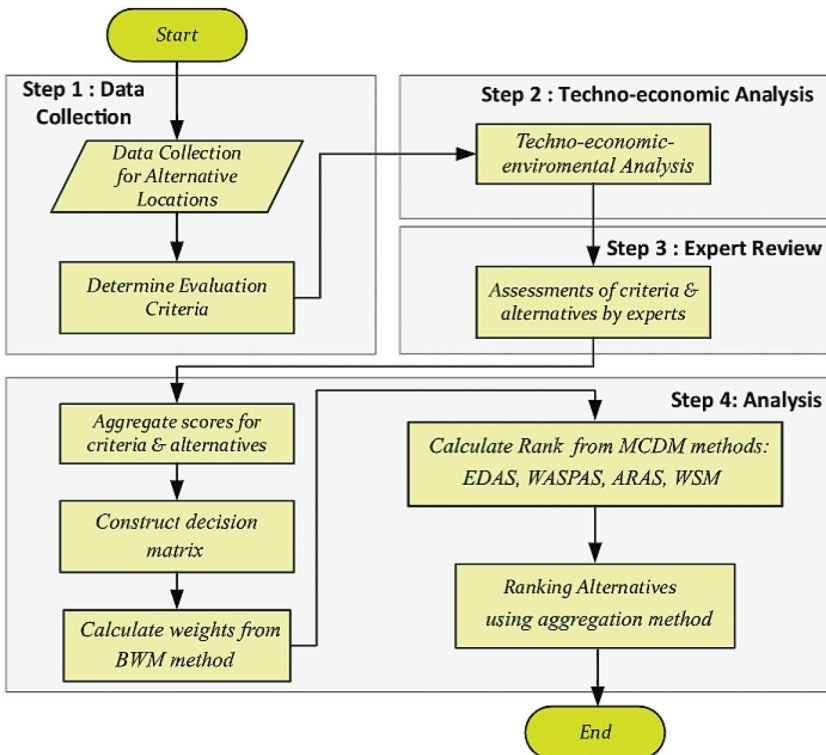 Start
Step 1 : Data
Collection
Data Collection
for Alternative
Locations
Determine Evaluation
Criteria
Step 2 : Techno-economic Analysis
Techno-economic-
enviromental Analysis
Step 3 : Expert Review
Assessments of criteria &
alternatives by experts
Step 4: Analysis
Aggregate scores for
criteria & alternatives
Construct decision
matrix
Calculate weights from
BWM method
Calculate Rank from MCDM methods:
EDAS, WASPAS, ARAS, WSM
Ranking Alternatives
using aggregation method
End